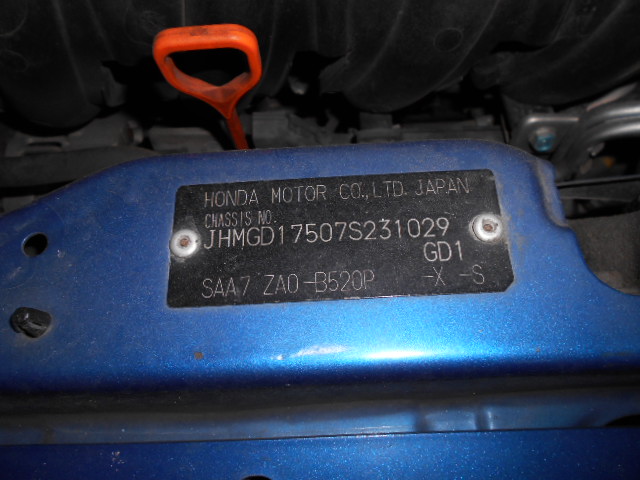 HONDA MOTOR CO.,LTD. JAPAN
CHASSIS NO.
JHMGD17507S231029
GD1
SAA7 ZA0-B520P -X -S